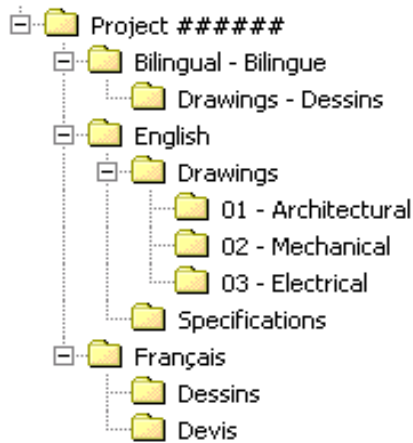 Project ######
Bilingual - Bilingue
Drawings - Dessins
English
Drawings
01 - Architectural
02 - Mechanical
03 - Electrical
Specifications
Français
Dessins
Devis